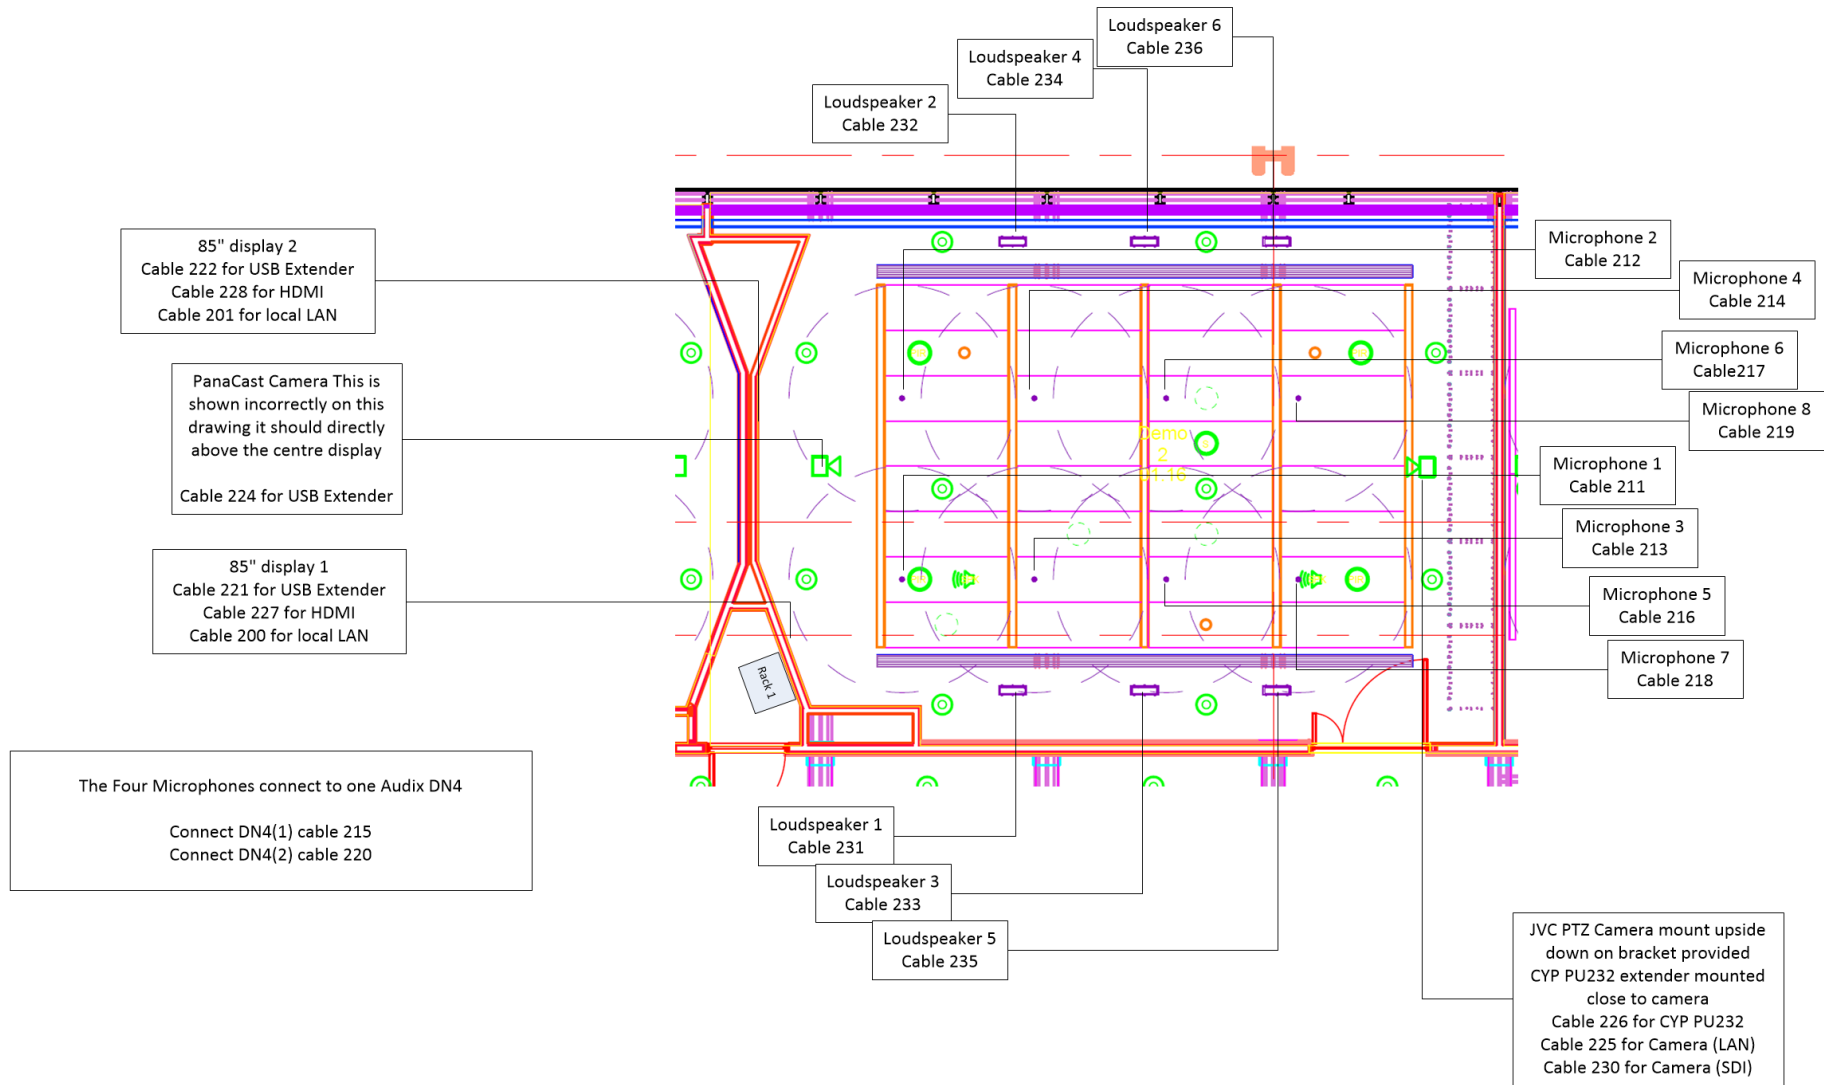 Loudspeaker 6
Cable 236
Loudspeaker 4
Cable 234
Loudspeaker 2
Cable 232
85" display 2
Cable 222 for USB Extender
Cable 228 for HDMI
Cable 201 for local LAN
PanaCast Camera This is
shown incorrectly on this
drawing it should directly
above the centre display
Cable 224 for USB Extender
85" display 1
Cable 221 for USB Extender
Cable 227 for HDMI
Cable 200 for local LAN
Rack 1
Demo
2
01.16
Microphone 2
Cable 212
Microphone 4
Cable 214
Microphone 6
Cable217
Microphone 8
Cable 219
Microphone 1
Cable 211
Microphone 3
Cable 213
Microphone 5
Cable 216
Microphone 7
Cable 218
The Four Microphones connect to one Audix DN4
Connect DN4(1) cable 215
Connect DN4(2) cable 220
Loudspeaker 1
Cable 231
Loudspeaker 3
Cable 233
Loudspeaker 5
Cable 235
JVC PTZ Camera mount upside
down on bracket provided
CYP PU232 extender mounted
close to camera
Cable 226 for CYP PU232
Cable 225 for Camera (LAN)
Cable 230 for Camera (SDI)